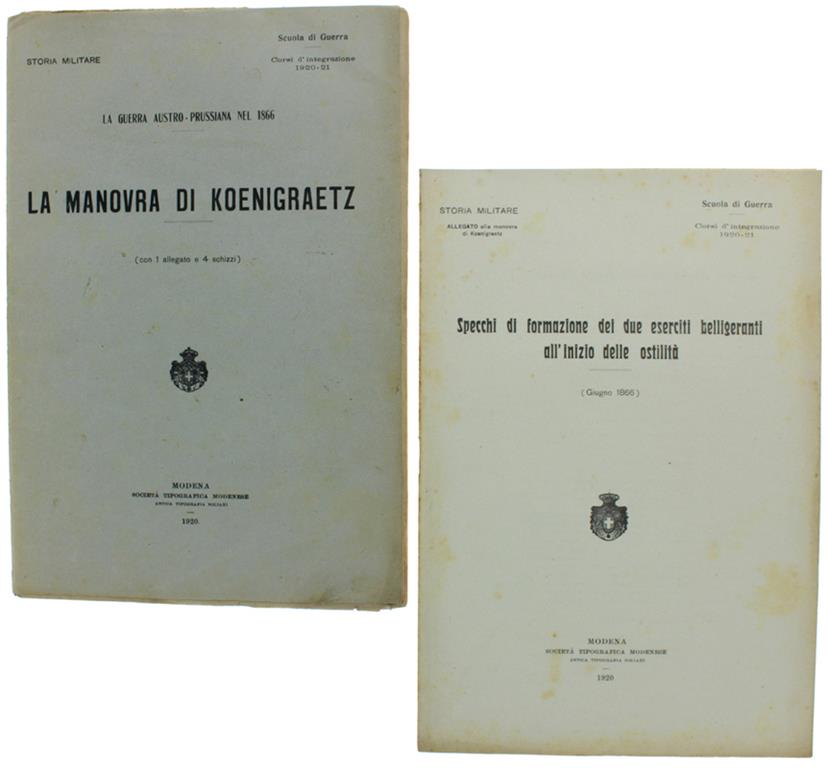 Scuola di Guerra
STORIA MILITARE
Corsi d'integrazione
1920-21
LA GUERRA AUSTRO-PRUSSIANA NEL 1866
LA MANOVRA DI KOENIGRAETZ
(con 1 allegato e 4 schizzi)
MODENA
SOCIETÀ TIPOGRAFICA MODENESE
ANTICA TIPOGRAFIA SOLIANI
1920.
Scuola di Guerra
STORIA MILITARE
ALLEGATO alla manovra
di Koenigraetz
Corsi d'integrazione
1920-21
Specchi di formazione dei due eserciti belligeranti
all'inizio delle ostilità
(Giugno 1866)
MODENA
SOCIETÀ TIPOGRAFICA MODENESE
ANTICA TIPOGRAFIA SOLIANI
1920